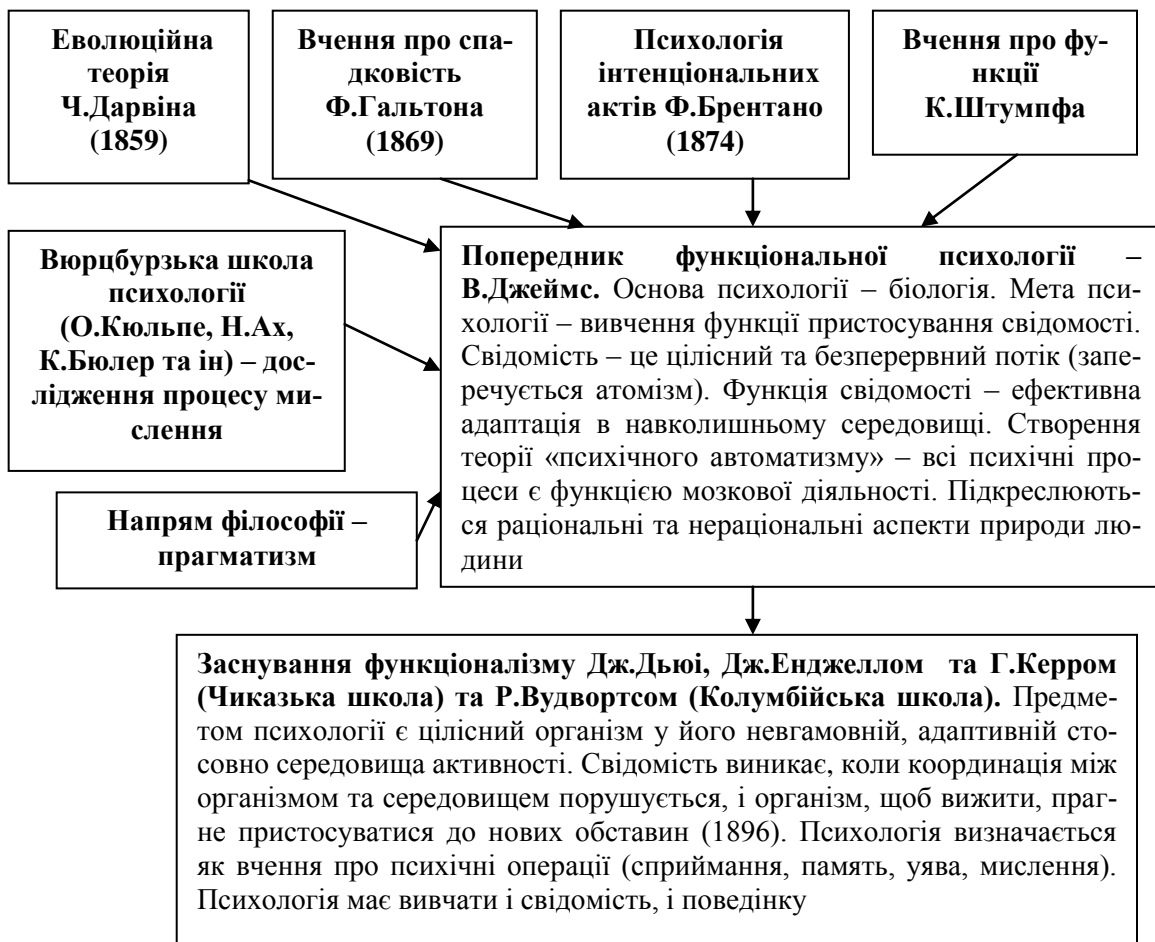 Еволюційна
теорія
Ч.Дарвіна
(1859)
Вчення про спа-
дковість
Ф.Гальтона
(1869)
Психологія
інтенціональних
актів Ф.Брентано
(1874)
Вчення про фу-
нкції
К.Штумпфа
Вюрцбурзька школа
психології
(О.Кюльпе, Н.Ах,
К.Бюлер та ін) – дос-
лідження процесу ми-
слення
Напрям філософії –
прагматизм
Попередник функціональної психології –
В.Джеймс. Основа психології – біологія. Мета пси-
хології – вивчення функції пристосування свідомості.
Свідомість – це цілісний та безперервний потік (запе-
речується атомізм). Функція свідомості – ефективна
адаптація в навколишньому середовищі. Створення
теорії «психічного автоматизму» – всі психічні про-
цеси є функцією мозкової діяльності. Підкреслюють-
ся раціональні та нераціональні аспекти природи лю-
дини
Заснування функціоналізму Дж.Дьюі, Дж.Енджеллом та Г.Керром
(Чиказька школа) та Р.Вудвортсом (Колумбійська школа). Предме-
том психології є цілісний організм у його невгамовній, адаптивній сто-
совно середовища активності. Свідомість виникає, коли координація між
організмом та середовищем порушується, і організм, щоб вижити, праг-
не пристосуватися до нових обставин (1896). Психологія визначається
як вчення про психічні операції (сприймання, память, уява, мислення).
Психологія має вивчати і свідомість, і поведінку